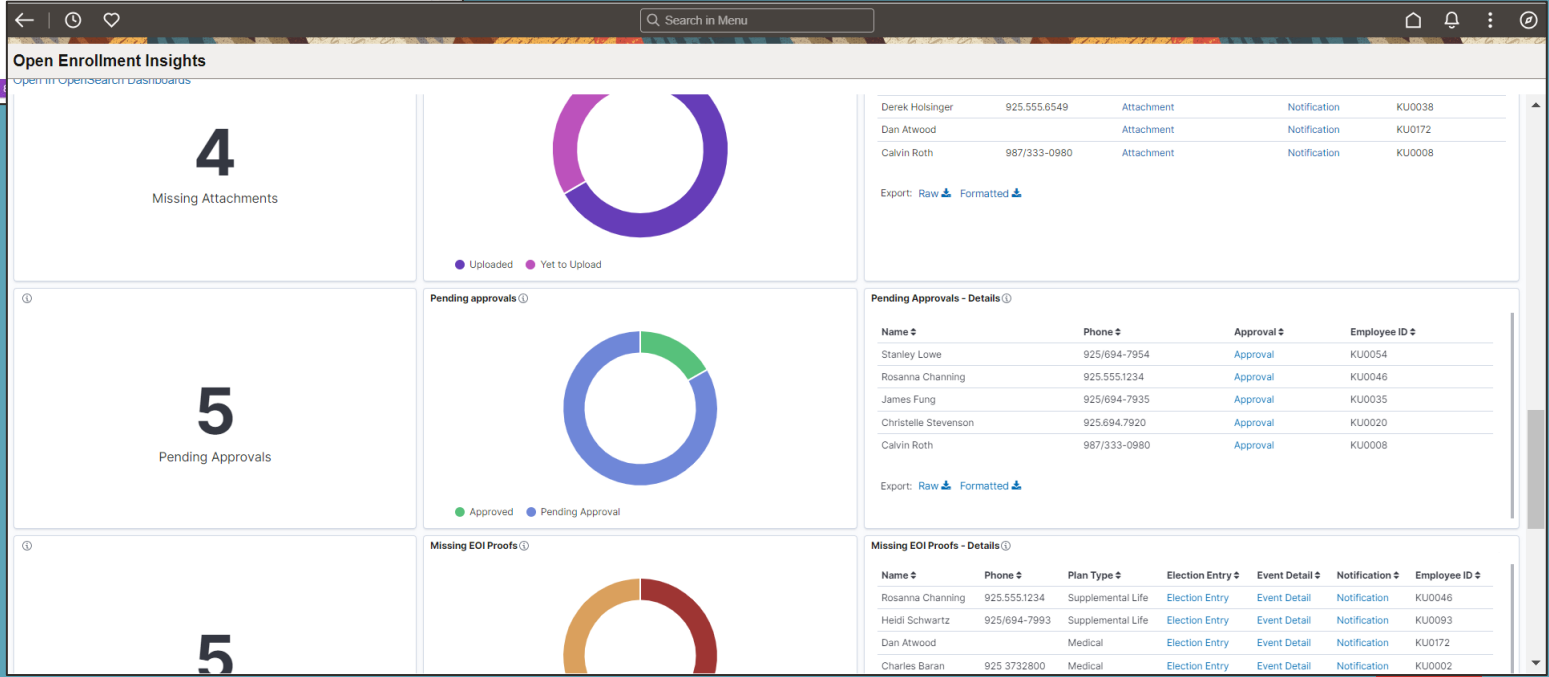 Search in Menu
Open Enrollment Insights
Open in OpenSearch Dashboards
4
Missing Attachments
Uploaded Yet to Upload
Derek Holsinger 925.555.6549 Attachment Notification KU0038
Dan Atwood Attachment Notification KU0172
Calvin Roth 987/333-0980 Attachment Notification KU0008
Export: Raw Formatted
5
Pending Approvals
Pending approvals
Approved Pending Approval
Pending Approvals - Details
Name Phone Approval Employee ID
Stanley Lowe 925/694-7954 Approval KU0054
Rosanna Channing 925.555.1234 Approval KU0046
James Fung 925/694-7935 Approval KU0035
Christelle Stevenson 925.694.7920 Approval KU0020
Calvin Roth 987/333-0980 Approval KU0008
Export: Raw Formatted
5
Missing EOI Proofs
Missing EOI Proofs - Details
Name Phone Plan Type Election Entry Event Detail Notification Employee ID
Rosanna Channing 925.555.1234 Supplemental Life Election Entry Event Detail Notification KU0046
Heidi Schwartz 925/694-7993 Supplemental Life Election Entry Event Detail Notification KU0093
Dan Atwood Medical Election Entry Event Detail Notification KU0172
Charles Baran 925 3732800 Medical Election Entry Event Detail Notification KU0002